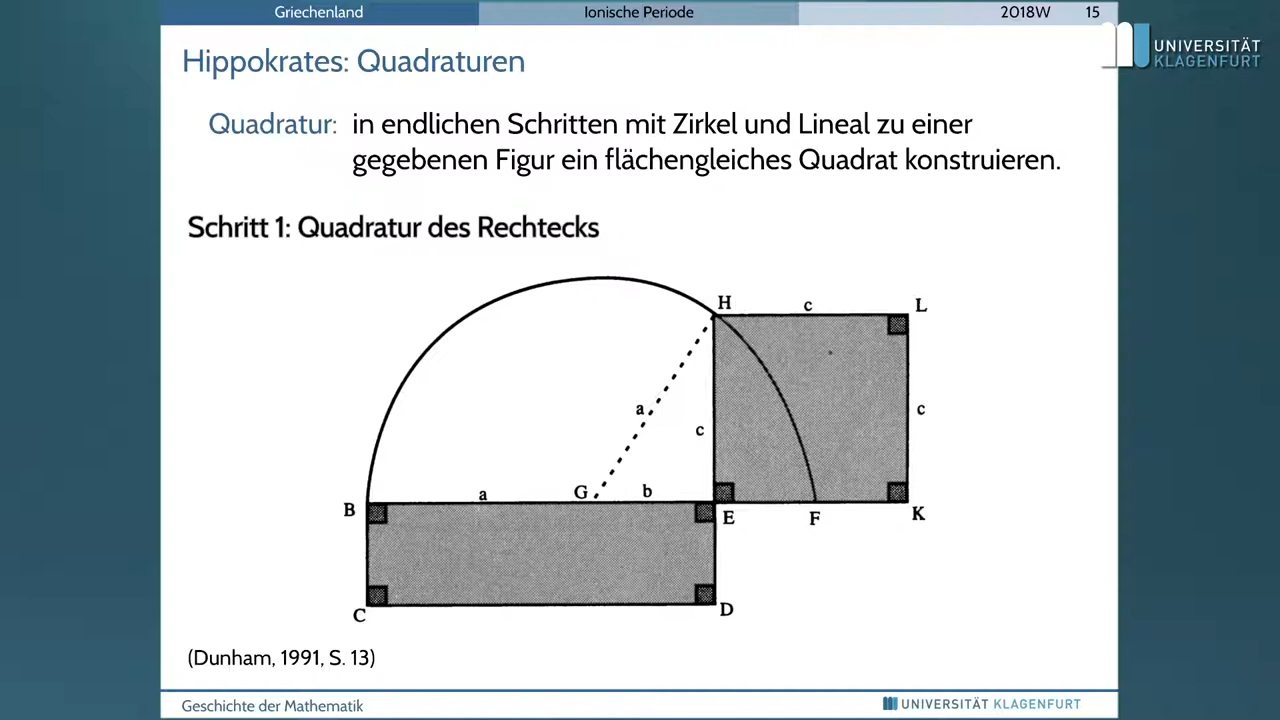 Griechenland Ionische Periode 2018W 15
UNIVERSITÄT
KLAGENFURT
Hippokrates: Quadraturen
Quadratur: in endlichen Schritten mit Zirkel und Lineal zu einer
gegebenen Figur ein flächengleiches Quadrat konstruieren.
Schritt 1: Quadratur des Rechtecks
H c L
a c c
B a G b E F K
C D
(Dunham, 1991, S. 13)
Geschichte der Mathematik UNIVERSITÄT KLAGENFURT